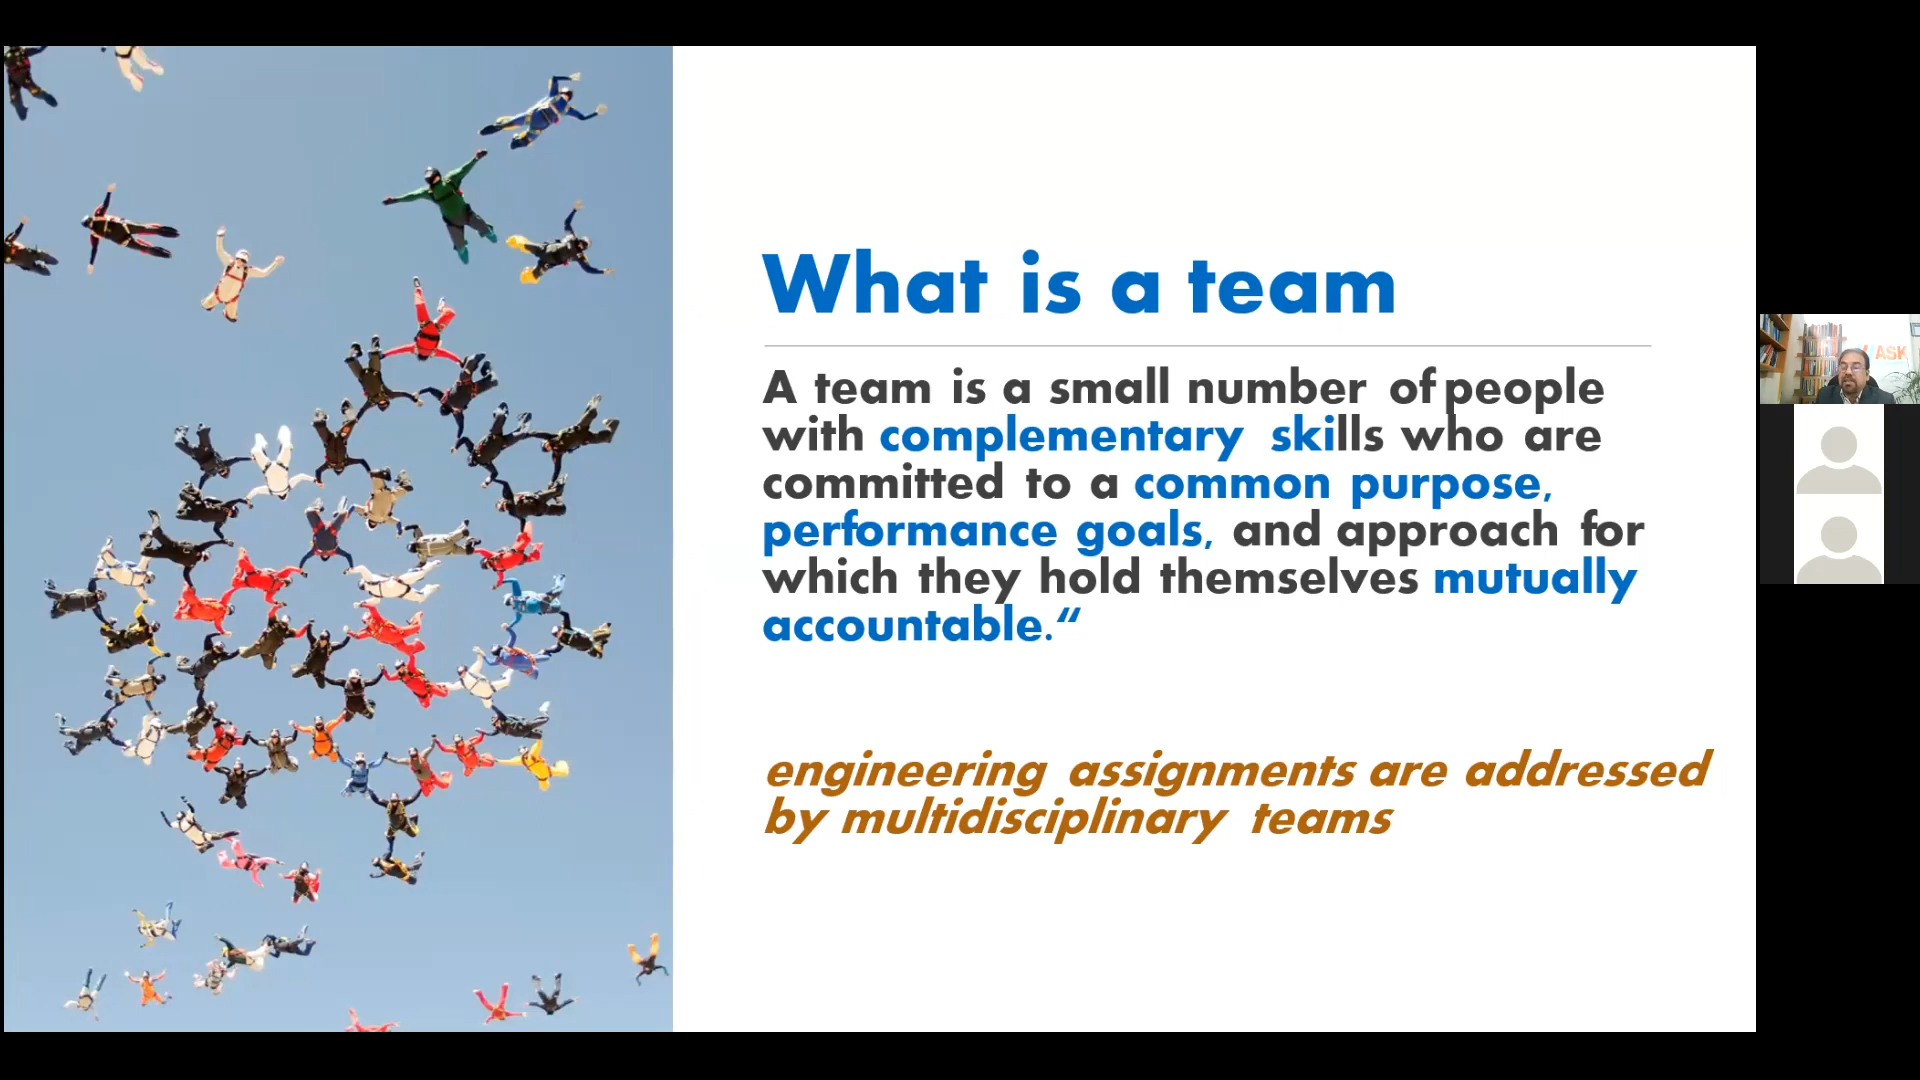 What is a team
A team is a small number of people
with complementary skills who are
committed to a common purpose,
performance goals, and approach for
which they hold themselves mutually
accountable.“
engineering assignments are addressed
by multidisciplinary teams
ASK